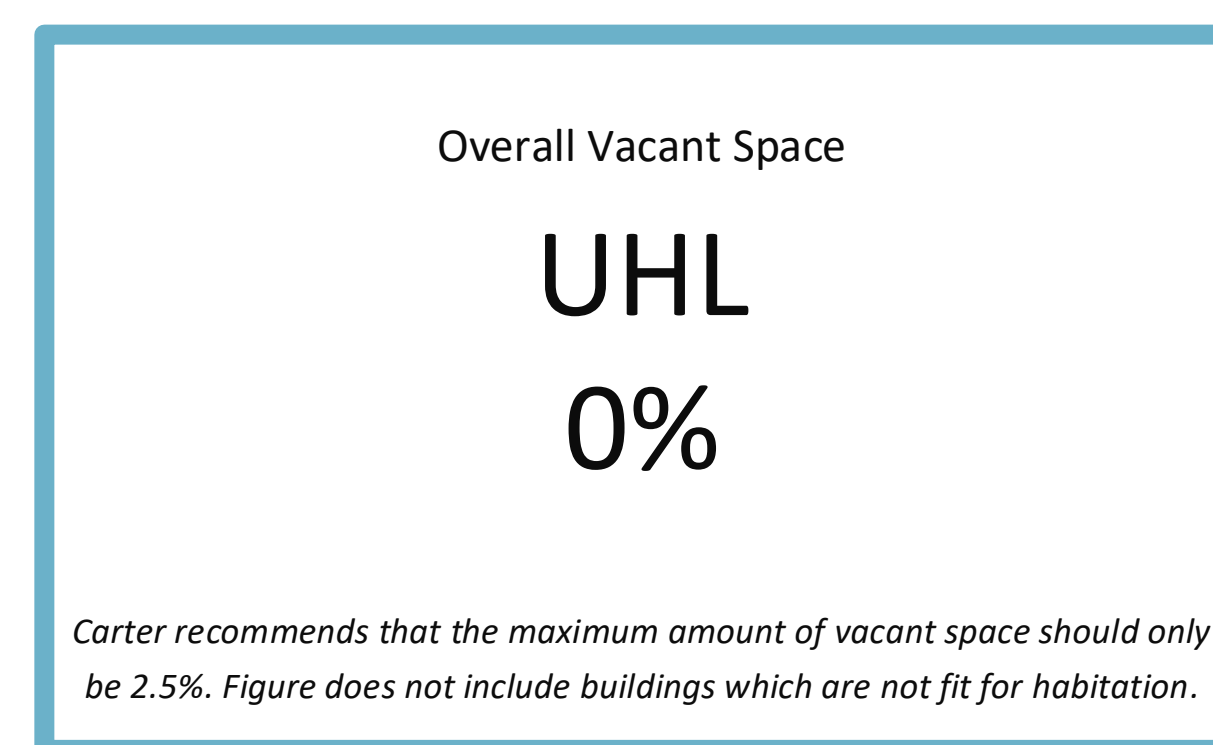 Overall Vacant Space
UHL
0%
Carter recommends that the maximum amount of vacant space should only
be 2.5%. Figure does not include buildings which are not fit for habitation.